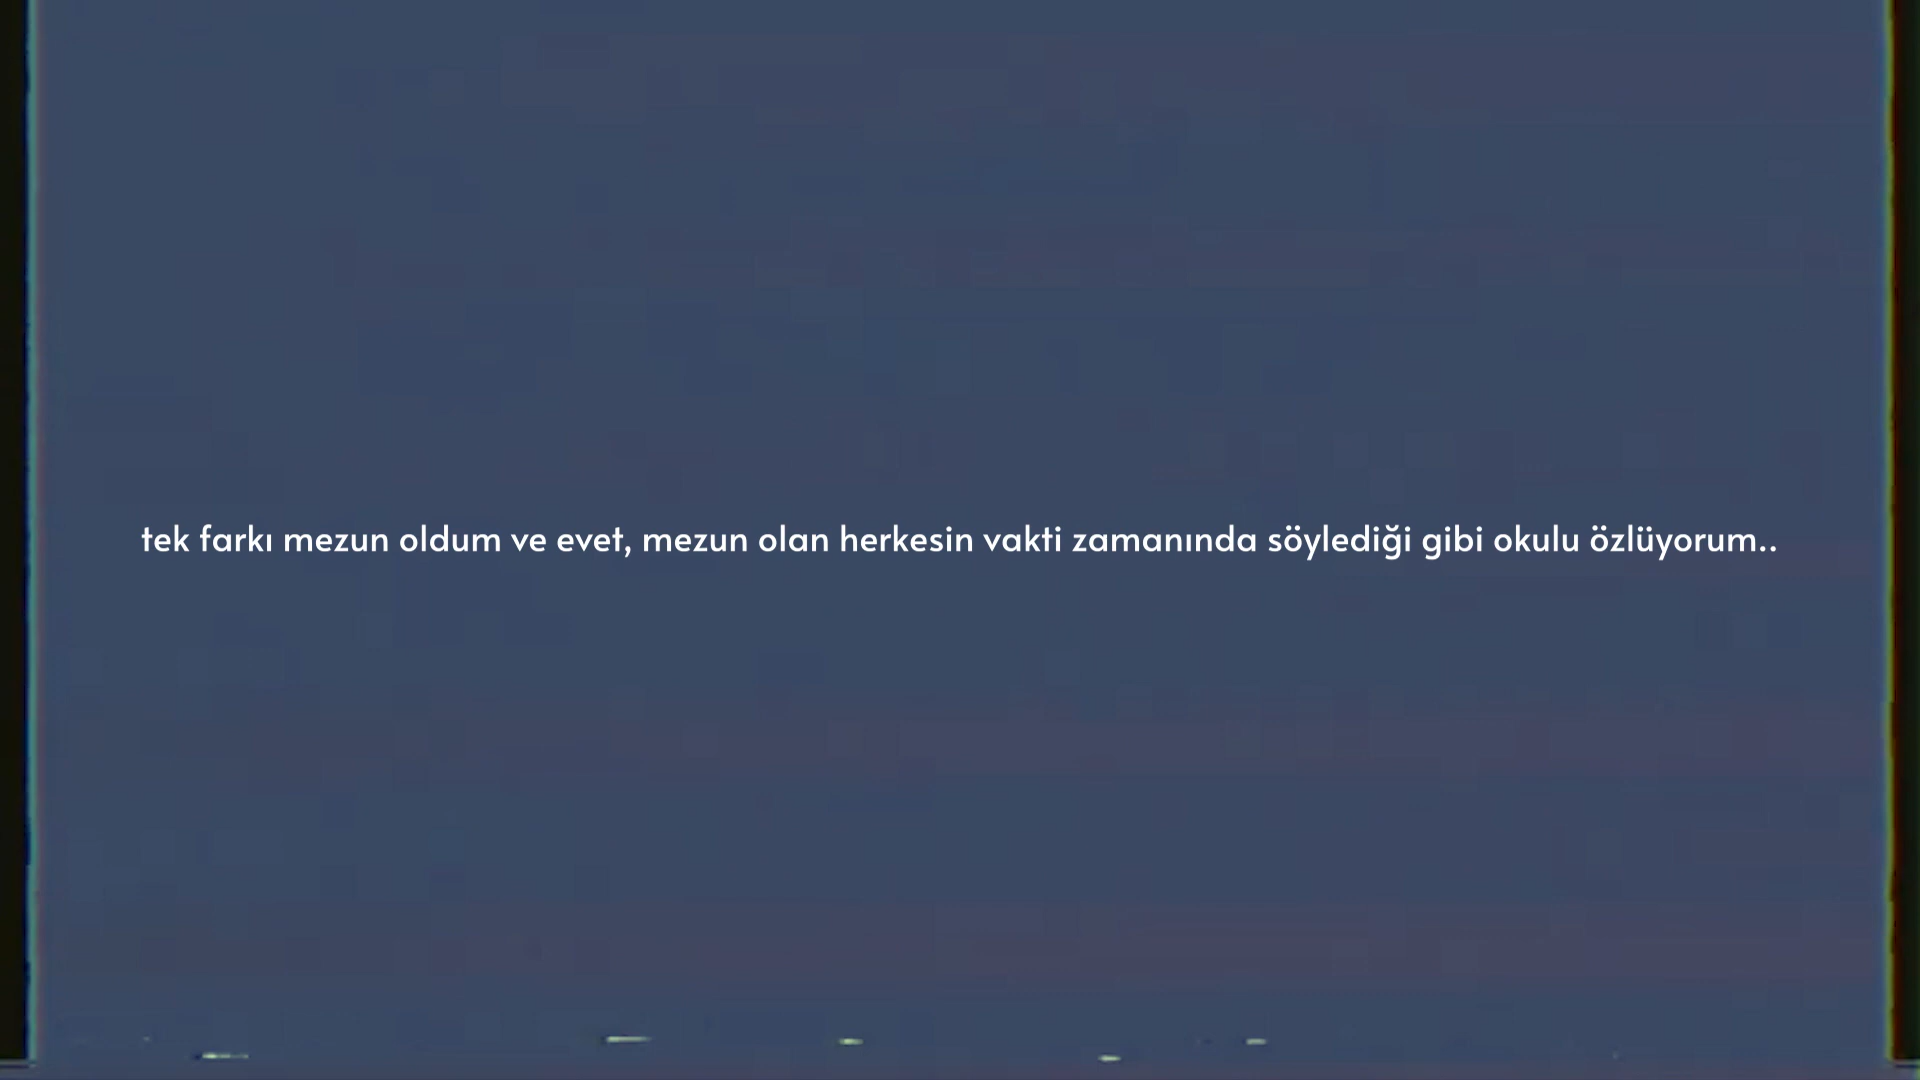 tek farkı mezun oldum ve evet, mezun olan herkesin vakti zamanında söylediği gibi okulu özlüyorum..